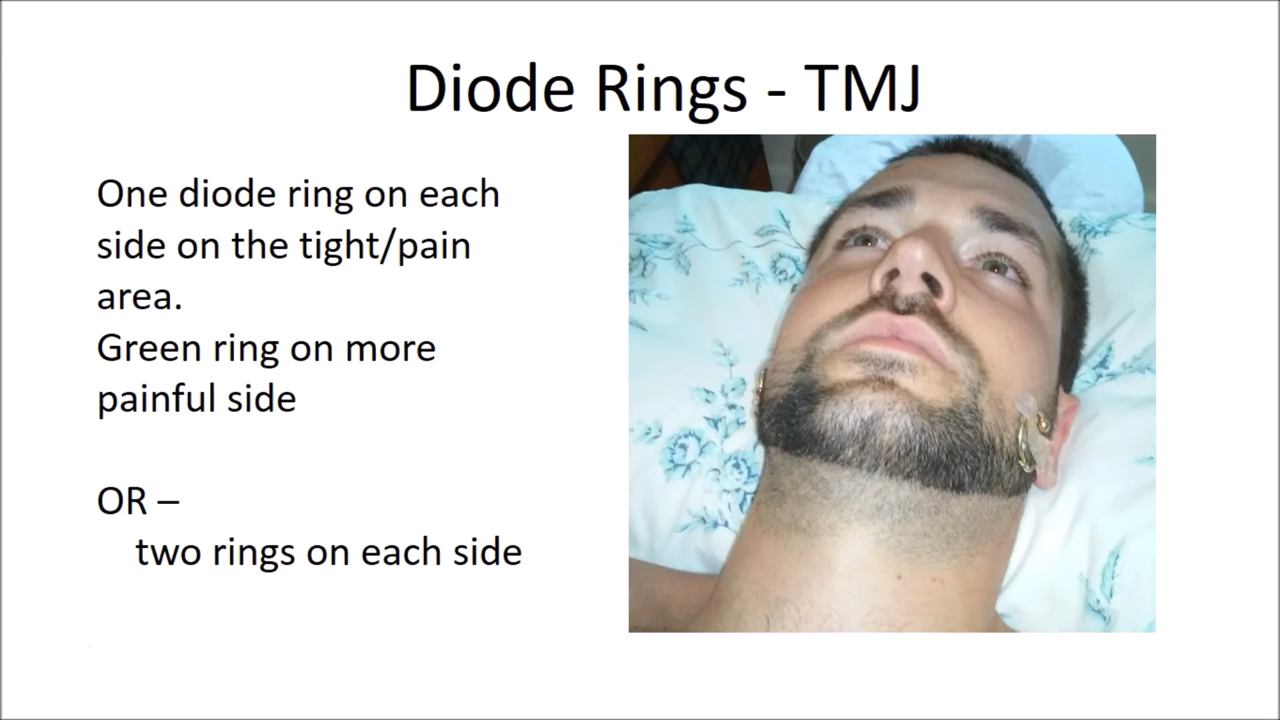 Diode Rings - TMJ
One diode ring on each
side on the tight/pain
area.
Green ring on more
painful side
OR –
two rings on each side